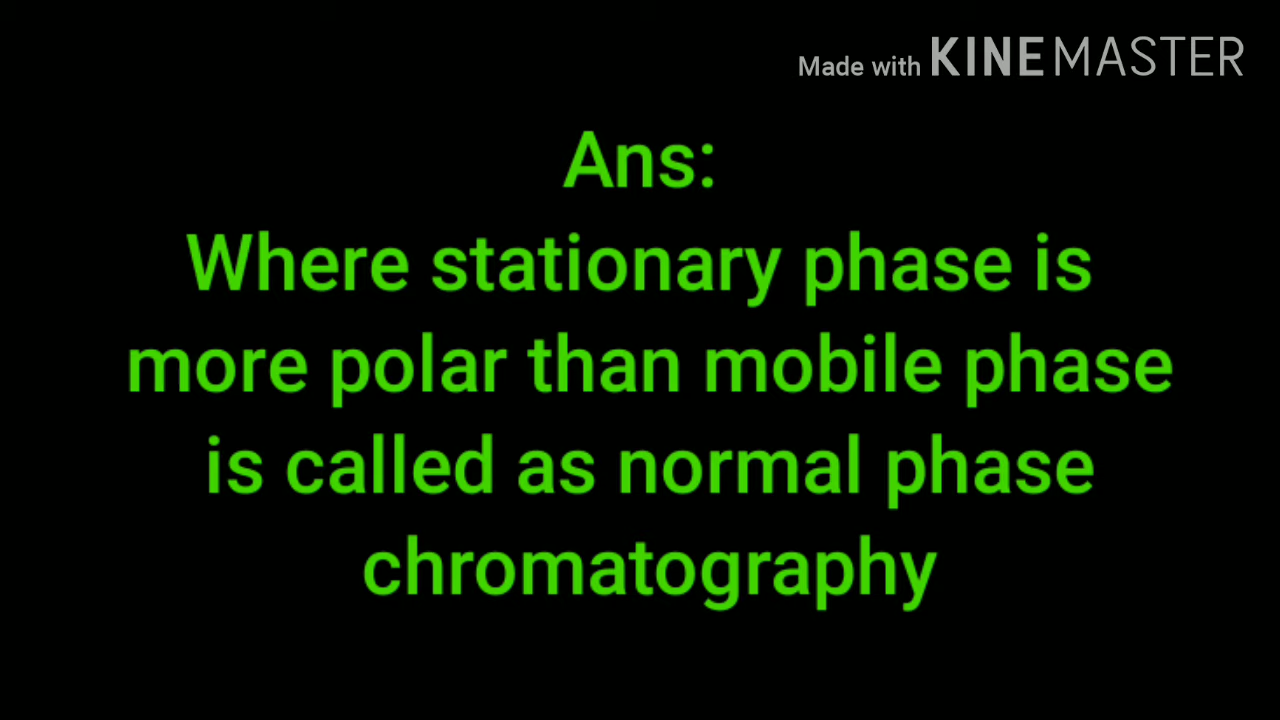 Made with KINEMASTER
Ans:
Where stationary phase is
more polar than mobile phase
is called as normal phase
chromatography